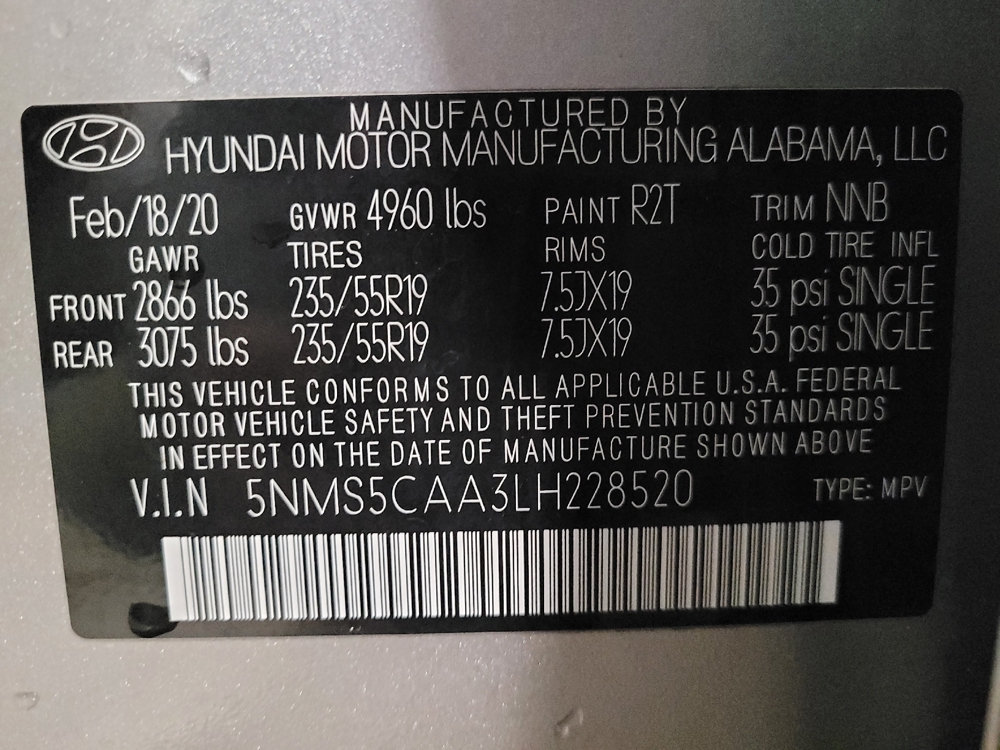 MANUFACTURED BY
HYUNDAI MOTOR MANUFACTURING ALABAMA, LLC
Feb/18/20 GVWR 4960 lbs PAINT R2T TRIM NNB
GAWR TIRES RIMS COLD TIRE INFL
FRONT 2866 lbs 235/55R19 7.5JX19 35 psi SINGLE
REAR 3075 lbs 235/55R19 7.5JX19 35 psi SINGLE
THIS VEHICLE CONFORMS TO ALL APPLICABLE U.S.A. FEDERAL
MOTOR VEHICLE SAFETY AND THEFT PREVENTION STANDARDS
IN EFFECT ON THE DATE OF MANUFACTURE SHOWN ABOVE
V.I.N 5NMS5CAA3LH228520 TYPE: MPV